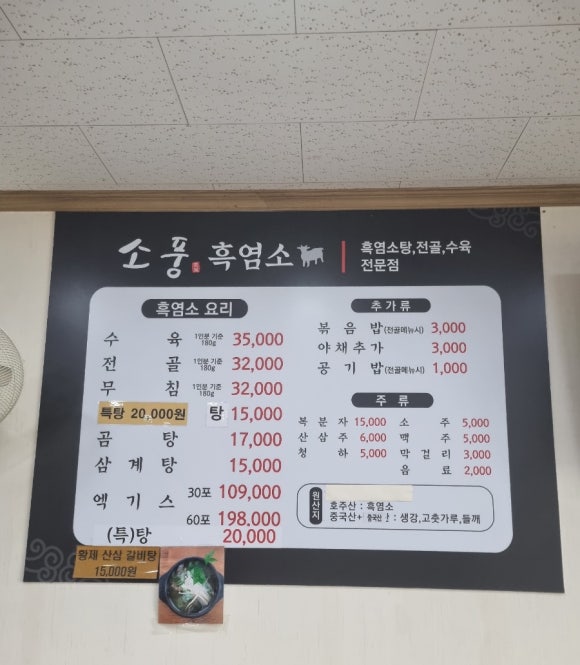 소풍 흑염소
흑염소탕,전골,수육
전문점
흑염소 요리
수 육 1인분 기준 180g 35,000
전 골 1인분 기준 180g 32,000
무 침 1인분 기준 180g 32,000
특탕 20,000원 탕 15,000
곰 탕 17,000
삼 계 탕 15,000
엑 기 스 30포 109,000
60포 198,000
(특)탕 20,000
황제 산삼 갈비탕
15,000원
추 가 류
볶 음 밥(전골메뉴시) 3,000
야채추가 3,000
공 기 밥(전골메뉴시) 1,000
주 류
복 분 자 15,000 소 주 5,000
산 삼 주 6,000 맥 주 5,000
청 하 5,000 막 걸 리 3,000
음 료 2,000
원산지
호주산 : 흑염소
중국산+ : 생강,고춧가루,들깨